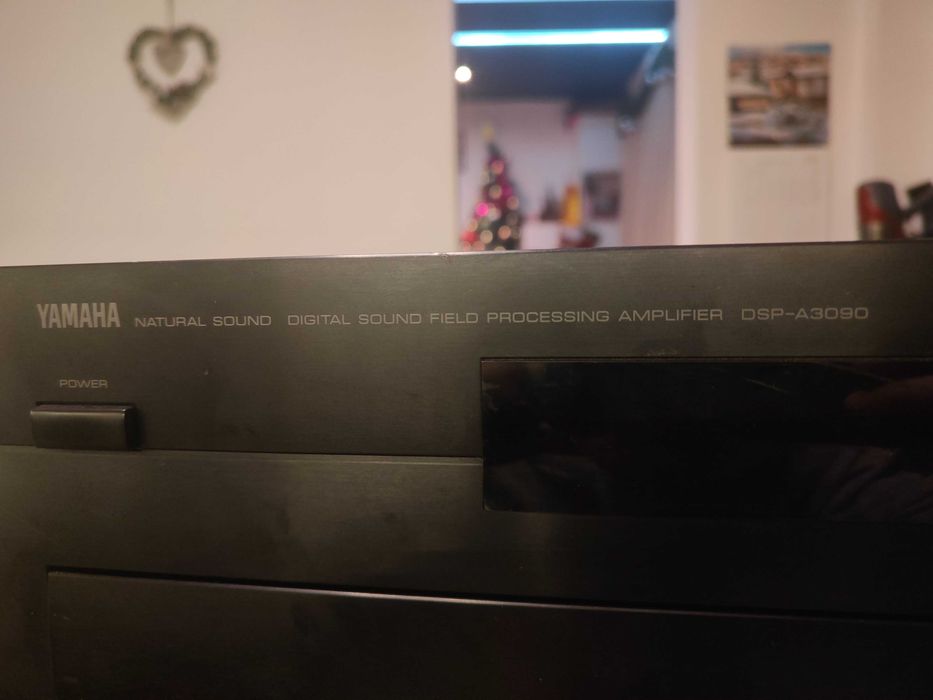 YAMAHA NATURAL SOUND DIGITAL SOUND FIELD PROCESSING AMPLIFIER DSP-A3090
POWER